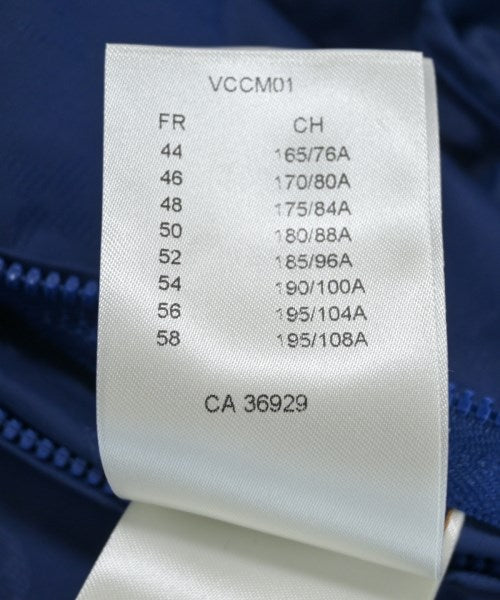 VCCM01
FR CH
44 165/76A
46 170/80A
48 175/84A
50 180/88A
52 185/96A
54 190/100A
56 195/104A
58 195/108A
CA 36929